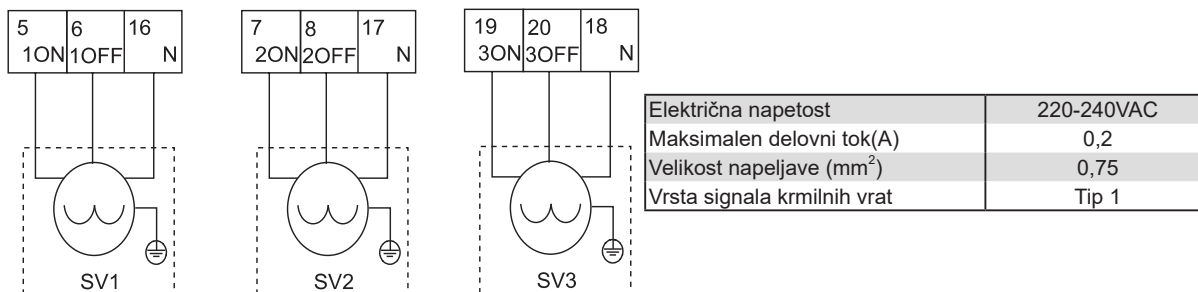 5 6 16
1ON 1OFF N
SV1
7 8 17
2ON 2OFF N
SV2
19 20 18
3ON 3OFF N
SV3
Električna napetost 220-240VAC
Maksimalen delovni tok(A) 0,2
Velikost napeljave (mm²) 0,75
Vrsta signala krmilnih vrat Tip 1